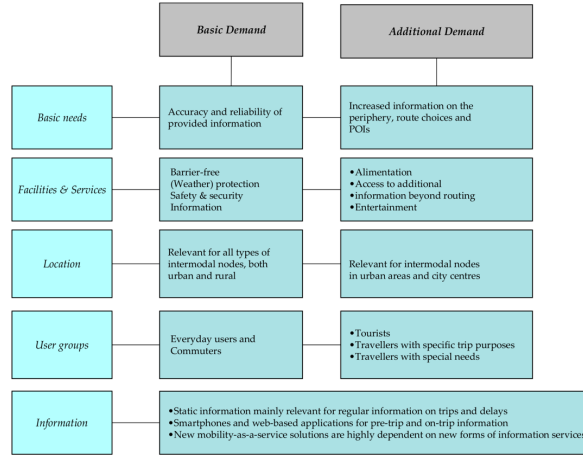 Basic Demand
Additional Demand
Basic needs
Accuracy and reliability of
provided information
Increased information on the
periphery, route choices and
POIs
Facilities & Services
Barrier-free
(Weather) protection
Safety & security
Information
•Alimentation
•Access to additional
•information beyond routing
•Entertainment
Location
Relevant for all types of
intermodal nodes, both
urban and rural
Relevant for intermodal nodes
in urban areas and city centres
User groups
Everyday users and
Commuters
•Tourists
•Travellers with specific trip purposes
•Travellers with special needs
Information
•Static information mainly relevant for regular information on trips and delays
•Smartphones and web-based applications for pre-trip and on-trip information
•New mobility-as-a-service solutions are highly dependent on new forms of information services